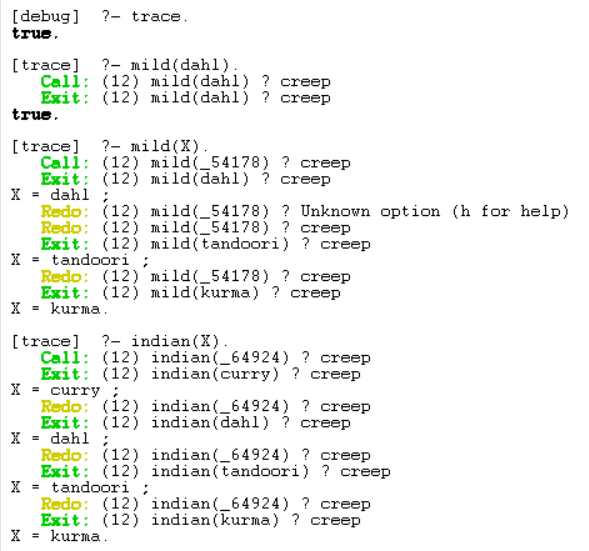 [debug]  ?- trace.
true.

[trace]  ?- mild(dahl).
   Call: (12) mild(dahl) ? creep
   Exit: (12) mild(dahl) ? creep
true.

[trace]  ?- mild(X).
   Call: (12) mild(_54178) ? creep
   Exit: (12) mild(dahl) ? creep
X = dahl ;
   Redo: (12) mild(_54178) ? Unknown option (h for help)
   Redo: (12) mild(_54178) ? creep
   Exit: (12) mild(tandoori) ? creep
X = tandoori ;
   Redo: (12) mild(_54178) ? creep
   Exit: (12) mild(kurma) ? creep
X = kurma.

[trace]  ?- indian(X).
   Call: (12) indian(_64924) ? creep
   Exit: (12) indian(curry) ? creep
X = curry ;
   Redo: (12) indian(_64924) ? creep
   Exit: (12) indian(dahl) ? creep
X = dahl ;
   Redo: (12) indian(_64924) ? creep
   Exit: (12) indian(tandoori) ? creep
X = tandoori ;
   Redo: (12) indian(_64924) ? creep
   Exit: (12) indian(kurma) ? creep
X = kurma.